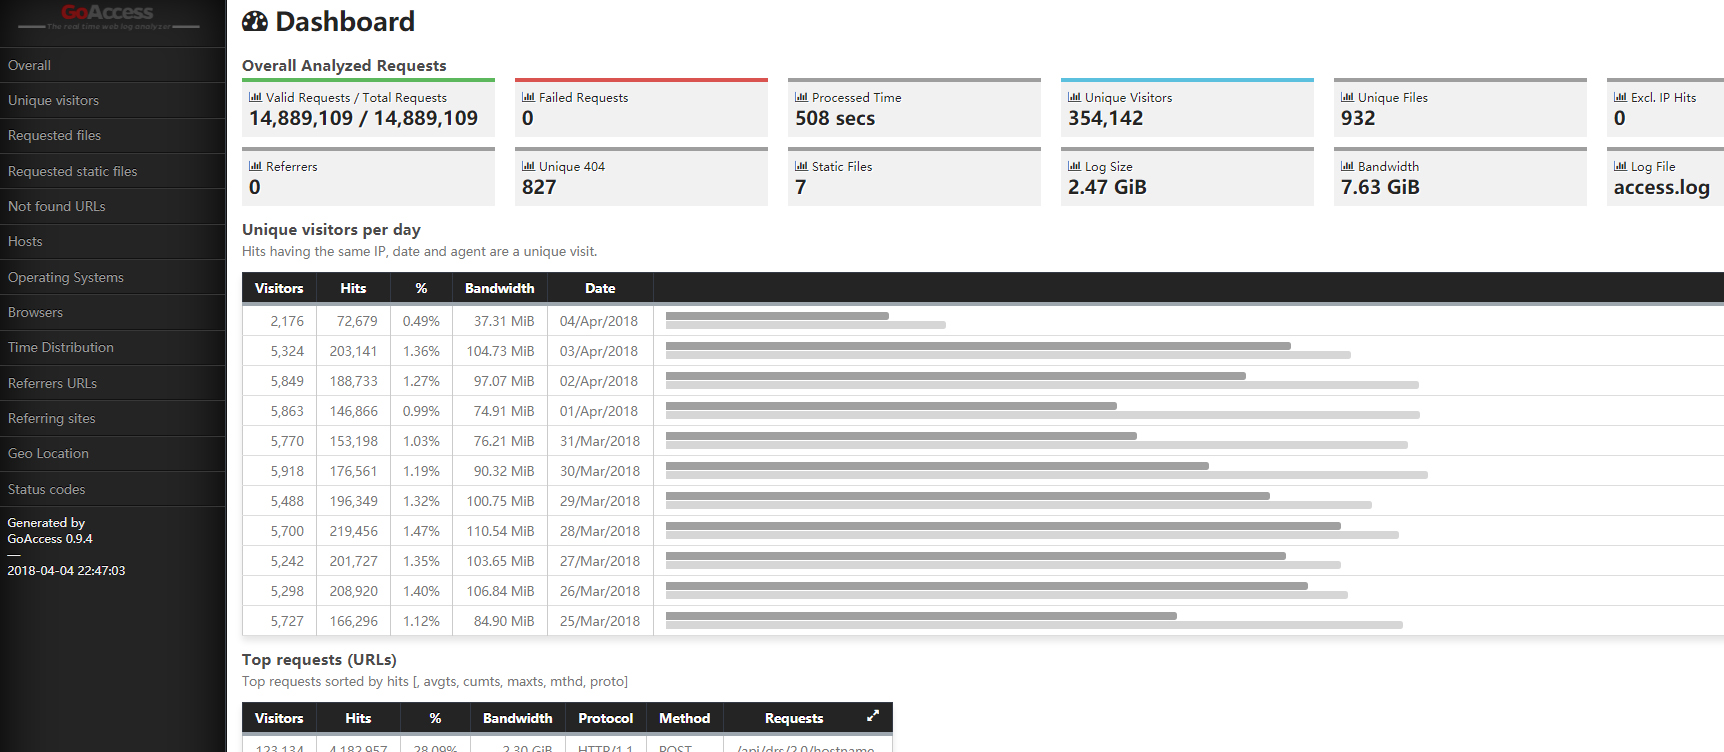 GoAccess
The real time web log analyzer
Overall
Unique visitors
Requested files
Requested static files
Not found URLs
Hosts
Operating Systems
Browsers
Time Distribution
Referrers URLs
Referring sites
Geo Location
Status codes
Generated by
GoAccess 0.9.4
—
2018-04-04 22:47:03
Dashboard
Overall Analyzed Requests
Valid Requests / Total Requests
14,889,109 / 14,889,109
Failed Requests
0
Processed Time
508 secs
Unique Visitors
354,142
Unique Files
932
Excl. IP Hits
0
Referrers
0
Unique 404
827
Static Files
7
Log Size
2.47 GiB
Bandwidth
7.63 GiB
Log File
access.log
Unique visitors per day
Hits having the same IP, date and agent are a unique visit.
Visitors Hits % Bandwidth Date
2,176 72,679 0.49% 37.31 MiB 04/Apr/2018
5,324 203,141 1.36% 104.73 MiB 03/Apr/2018
5,849 188,733 1.27% 97.07 MiB 02/Apr/2018
5,863 146,866 0.99% 74.91 MiB 01/Apr/2018
5,770 153,198 1.03% 76.21 MiB 31/Mar/2018
5,918 176,561 1.19% 90.32 MiB 30/Mar/2018
5,488 196,349 1.32% 100.75 MiB 29/Mar/2018
5,700 219,456 1.47% 110.54 MiB 28/Mar/2018
5,242 201,727 1.35% 103.65 MiB 27/Mar/2018
5,298 208,920 1.40% 106.84 MiB 26/Mar/2018
5,727 166,296 1.12% 84.90 MiB 25/Mar/2018
Top requests (URLs)
Top requests sorted by hits [, avgts, cumts, maxts, mthd, proto]
Visitors Hits % Bandwidth Protocol Method Requests
123,134 4,182,957 28.09% 2.30 GiB HTTP/1.1 POST /api/drs/2.0/hostname